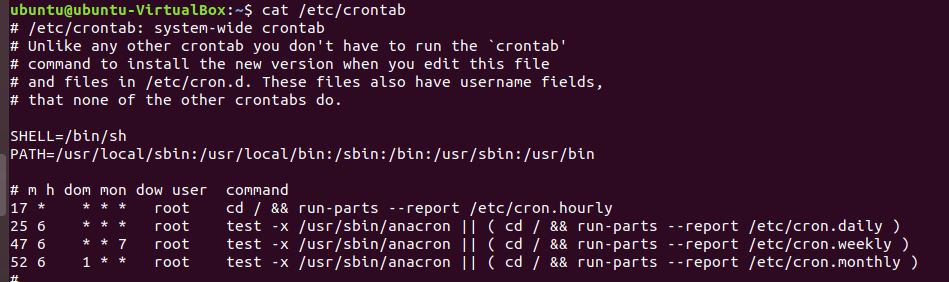 ubuntu@ubuntu-VirtualBox:~$ cat /etc/crontab
# /etc/crontab: system-wide crontab
# Unlike any other crontab you don't have to run the `crontab'
# command to install the new version when you edit this file
# and files in /etc/cron.d. These files also have username fields,
# that none of the other crontabs do.

SHELL=/bin/sh
PATH=/usr/local/sbin:/usr/local/bin:/sbin:/bin:/usr/sbin:/usr/bin

# m h dom mon dow user  command
17 *    * * *   root    cd / && run-parts --report /etc/cron.hourly
25 6    * * *   root    test -x /usr/sbin/anacron || ( cd / && run-parts --report /etc/cron.daily )
47 6    * * 7   root    test -x /usr/sbin/anacron || ( cd / && run-parts --report /etc/cron.weekly )
52 6    1 * *   root    test -x /usr/sbin/anacron || ( cd / && run-parts --report /etc/cron.monthly )
#